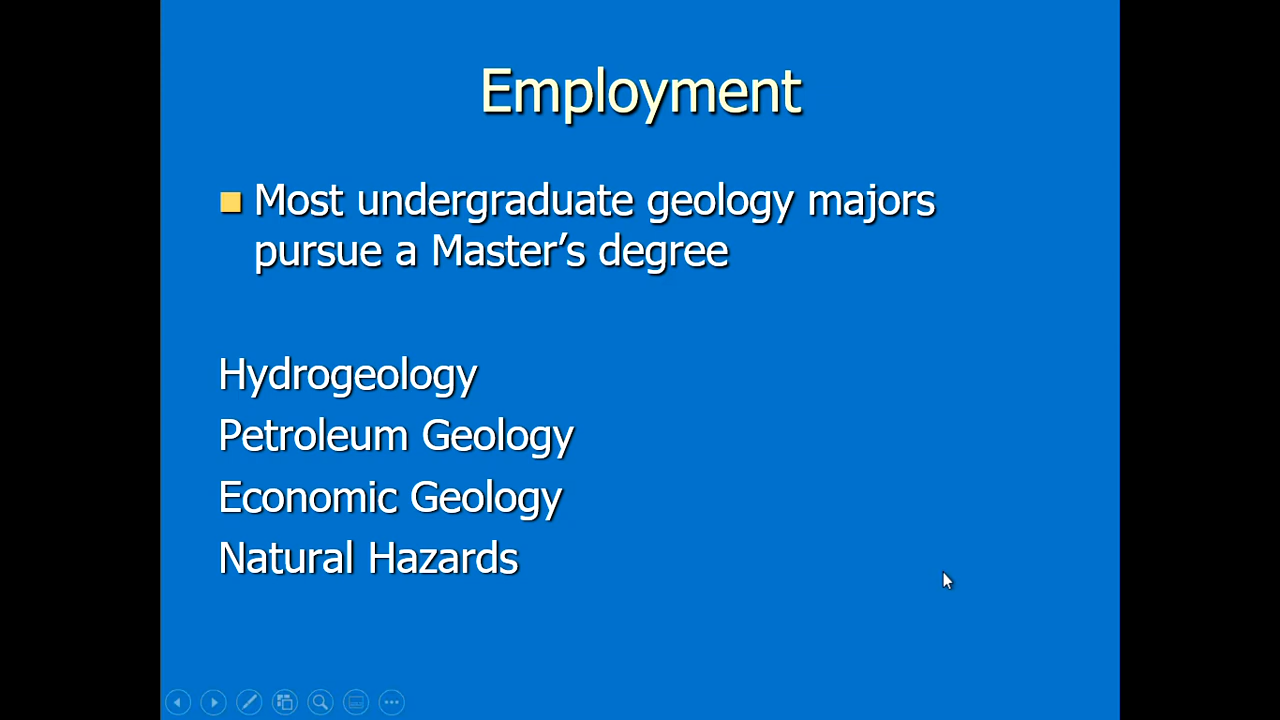 Employment
Most undergraduate geology majors
pursue a Master’s degree
Hydrogeology
Petroleum Geology
Economic Geology
Natural Hazards